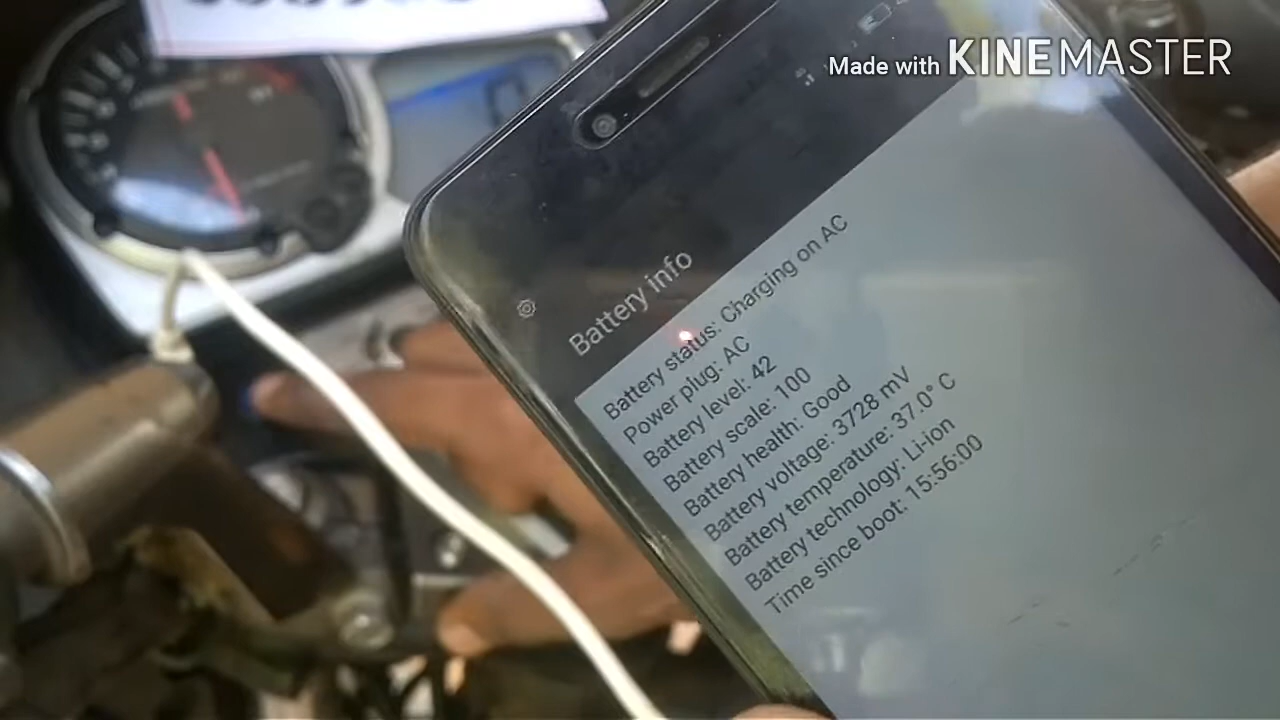 Made with KINEMASTER
Battery info
Battery status: Charging on AC
Power plug: AC
Battery level: 42
Battery scale: 100
Battery health: Good
Battery voltage: 3728 mV
Battery temperature: 37.0° C
Battery technology: Li-ion
Time since boot: 15:56:00